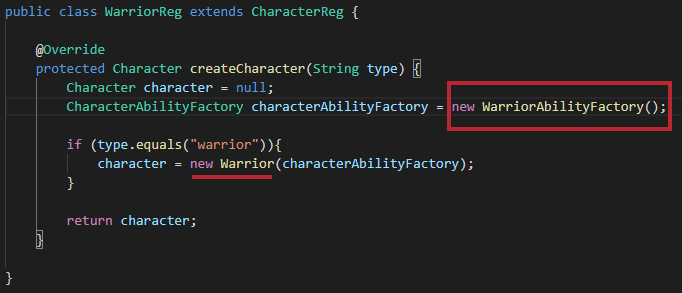 public class WarriorReg extends CharacterReg {
@Override
protected Character createCharacter(String type) {
Character character = null;
CharacterAbilityFactory characterAbilityFactory = new WarriorAbilityFactory();
if (type.equals("warrior")){
character = new Warrior(characterAbilityFactory);
}
return character;
}
}